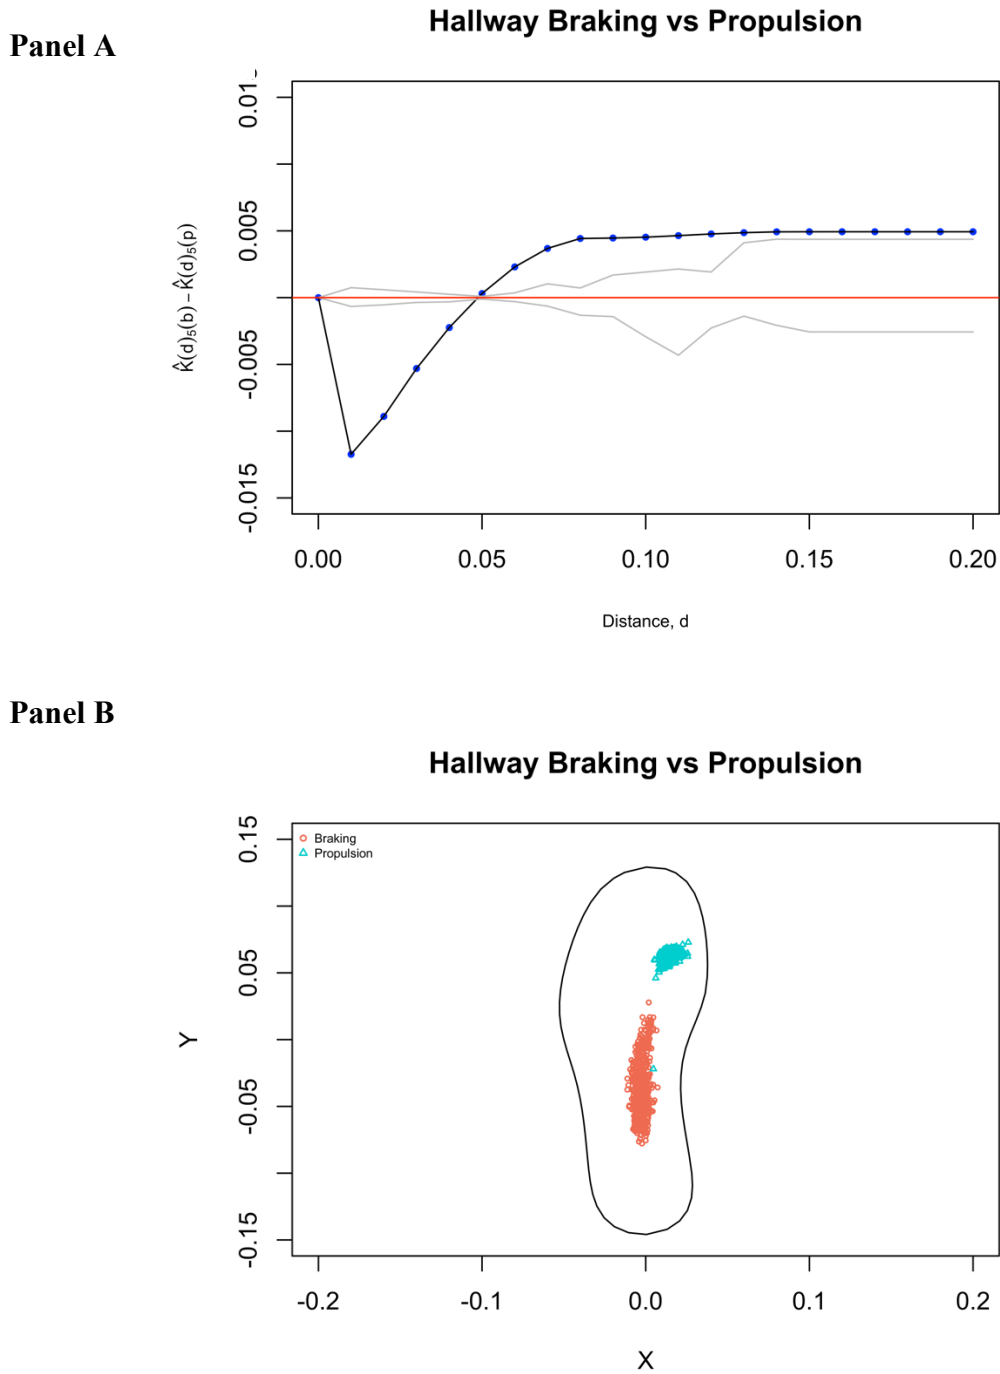 Panel A
Hallway Braking vs Propulsion
K̂(d)₅(b) − K̂(d)₅(p)
0.005
-0.005
-0.015
0.00 0.05 0.10 0.15 0.20
Distance, d
Panel B
Hallway Braking vs Propulsion
Braking
Propulsion
Y
0.15
0.05
-0.05
-0.15
-0.2 -0.1 0.0 0.1 0.2
X